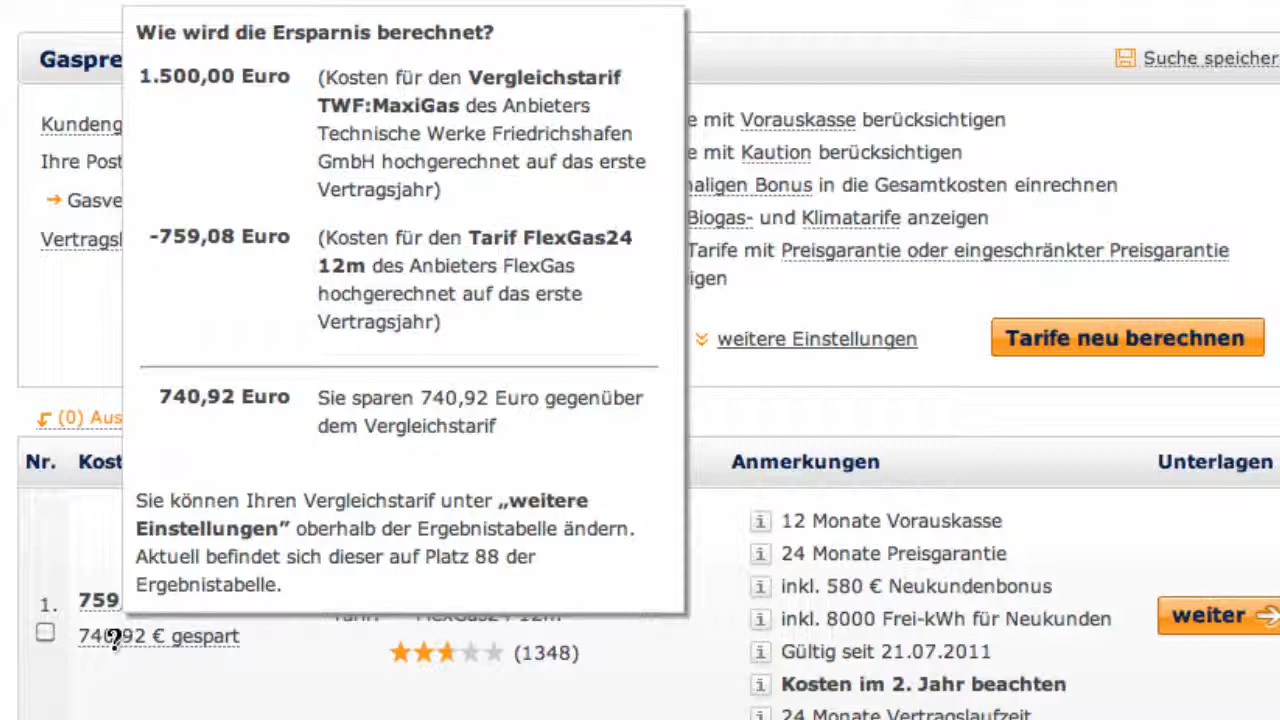 Wie wird die Ersparnis berechnet?
1.500,00 Euro (Kosten für den Vergleichstarif
TWF:MaxiGas des Anbieters
Technische Werke Friedrichshafen
GmbH hochgerechnet auf das erste
Vertragsjahr)
-759,08 Euro (Kosten für den Tarif FlexGas24
12m des Anbieters FlexGas
hochgerechnet auf das erste
Vertragsjahr)
740,92 Euro Sie sparen 740,92 Euro gegenüber
dem Vergleichstarif
Sie können Ihren Vergleichstarif unter „weitere
Einstellungen” oberhalb der Ergebnistabelle ändern.
Aktuell befindet sich dieser auf Platz 88 der
Ergebnistabelle.
Gaspre
Suche speicher
Kundeng
Ihre Post
Gasve
Vertragsl
e mit Vorauskasse berücksichtigen
e mit Kaution berücksichtigen
naligen Bonus in die Gesamtkosten einrechnen
Biogas- und Klimatarife anzeigen
Tarife mit Preisgarantie oder eingeschränkter Preisgarantie
igen
weitere Einstellungen
Tarife neu berechnen
(0) Aus
Nr. Kost Anmerkungen Unterlagen
1. 759
740,92 € gespart
(1348)
12 Monate Vorauskasse
24 Monate Preisgarantie
inkl. 580 € Neukundenbonus
inkl. 8000 Frei-kWh für Neukunden
Gültig seit 21.07.2011
Kosten im 2. Jahr beachten
24 Monate Vertragslaufzeit
weiter